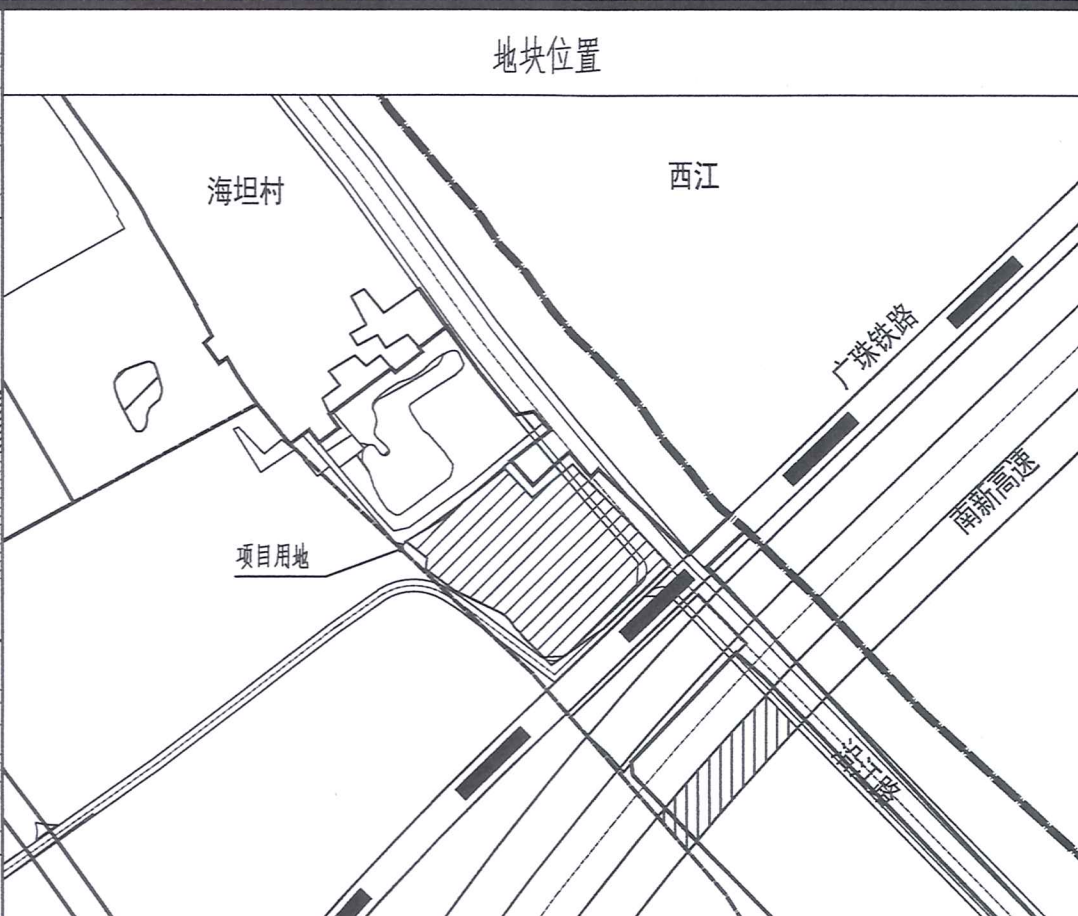 地块位置
海坦村
西江
广珠铁路
南新高速
项目用地
沿江路